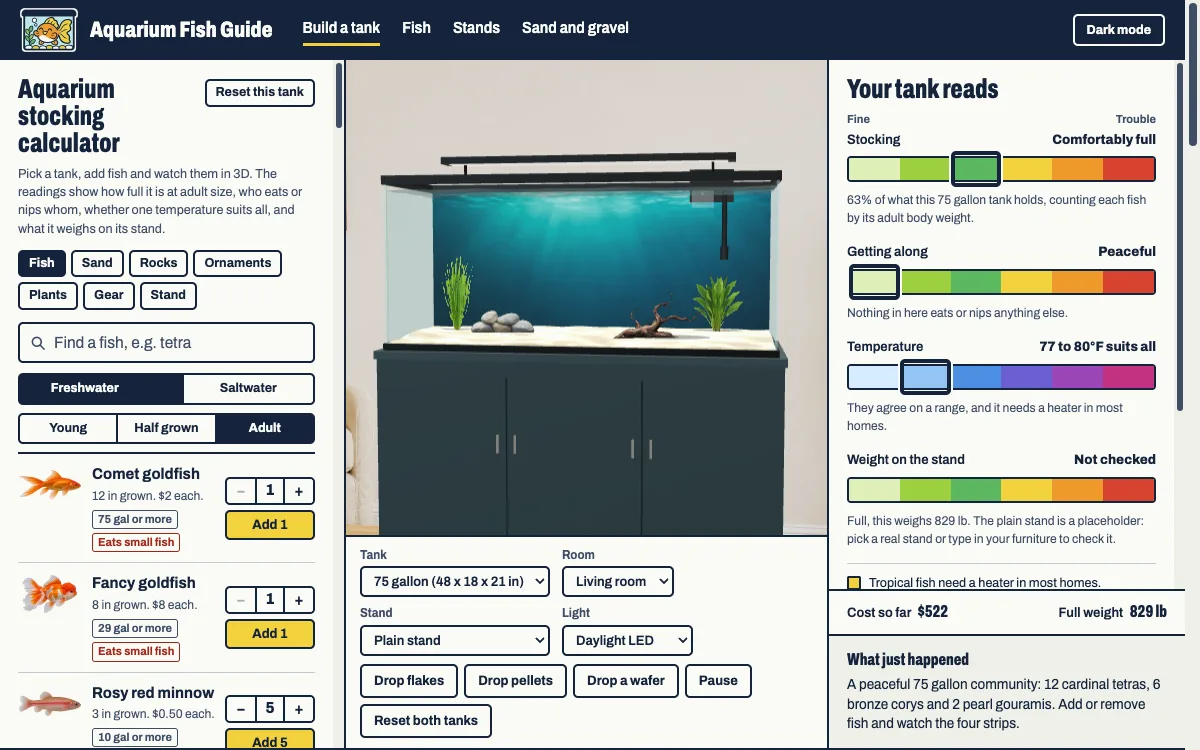 Aquarium Fish Guide
Build a tank
Fish
Stands
Sand and gravel
Dark mode
Aquarium
stocking
calculator
Reset this tank
Pick a tank, add fish and watch them in 3D. The
readings show how full it is at adult size, who eats or
nips whom, whether one temperature suits all, and
what it weighs on its stand.
Fish
Sand
Rocks
Ornaments
Plants
Gear
Stand
Find a fish, e.g. tetra
Freshwater
Saltwater
Young
Half grown
Adult
Comet goldfish
12 in grown. $2 each.
75 gal or more
Eats small fish
− 1 +
Add 1
Fancy goldfish
8 in grown. $8 each.
29 gal or more
Eats small fish
− 1 +
Add 1
Rosy red minnow
3 in grown. $0.50 each.
10 gal or more
− 5 +
Add 5
Tank
75 gallon (48 x 18 x 21 in)
Room
Living room
Stand
Plain stand
Light
Daylight LED
Drop flakes
Drop pellets
Drop a wafer
Pause
Reset both tanks
Your tank reads
Fine
Trouble
Stocking
Comfortably full
63% of what this 75 gallon tank holds, counting each fish
by its adult body weight.
Getting along
Peaceful
Nothing in here eats or nips anything else.
Temperature
77 to 80°F suits all
They agree on a range, and it needs a heater in most
homes.
Weight on the stand
Not checked
Full, this weighs 829 lb. The plain stand is a placeholder:
pick a real stand or type in your furniture to check it.
Tropical fish need a heater in most homes.
Cost so far $522
Full weight 829 lb
What just happened
A peaceful 75 gallon community: 12 cardinal tetras, 6
bronze corys and 2 pearl gouramis. Add or remove
fish and watch the four strips.